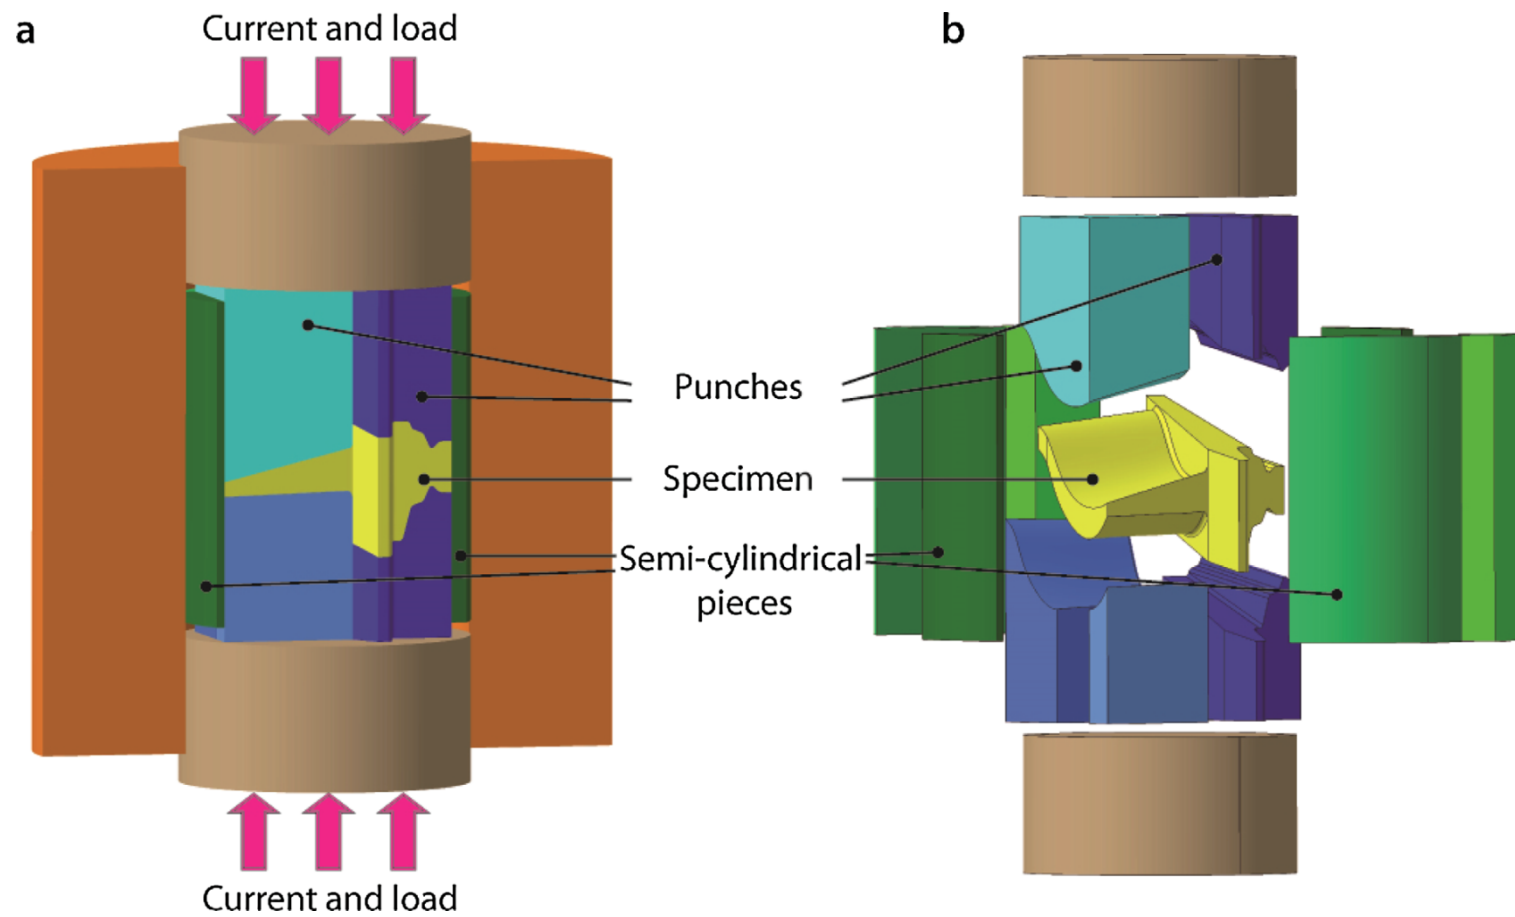 a
Current and load
b
Punches
Specimen
Semi-cylindrical
pieces
Current and load